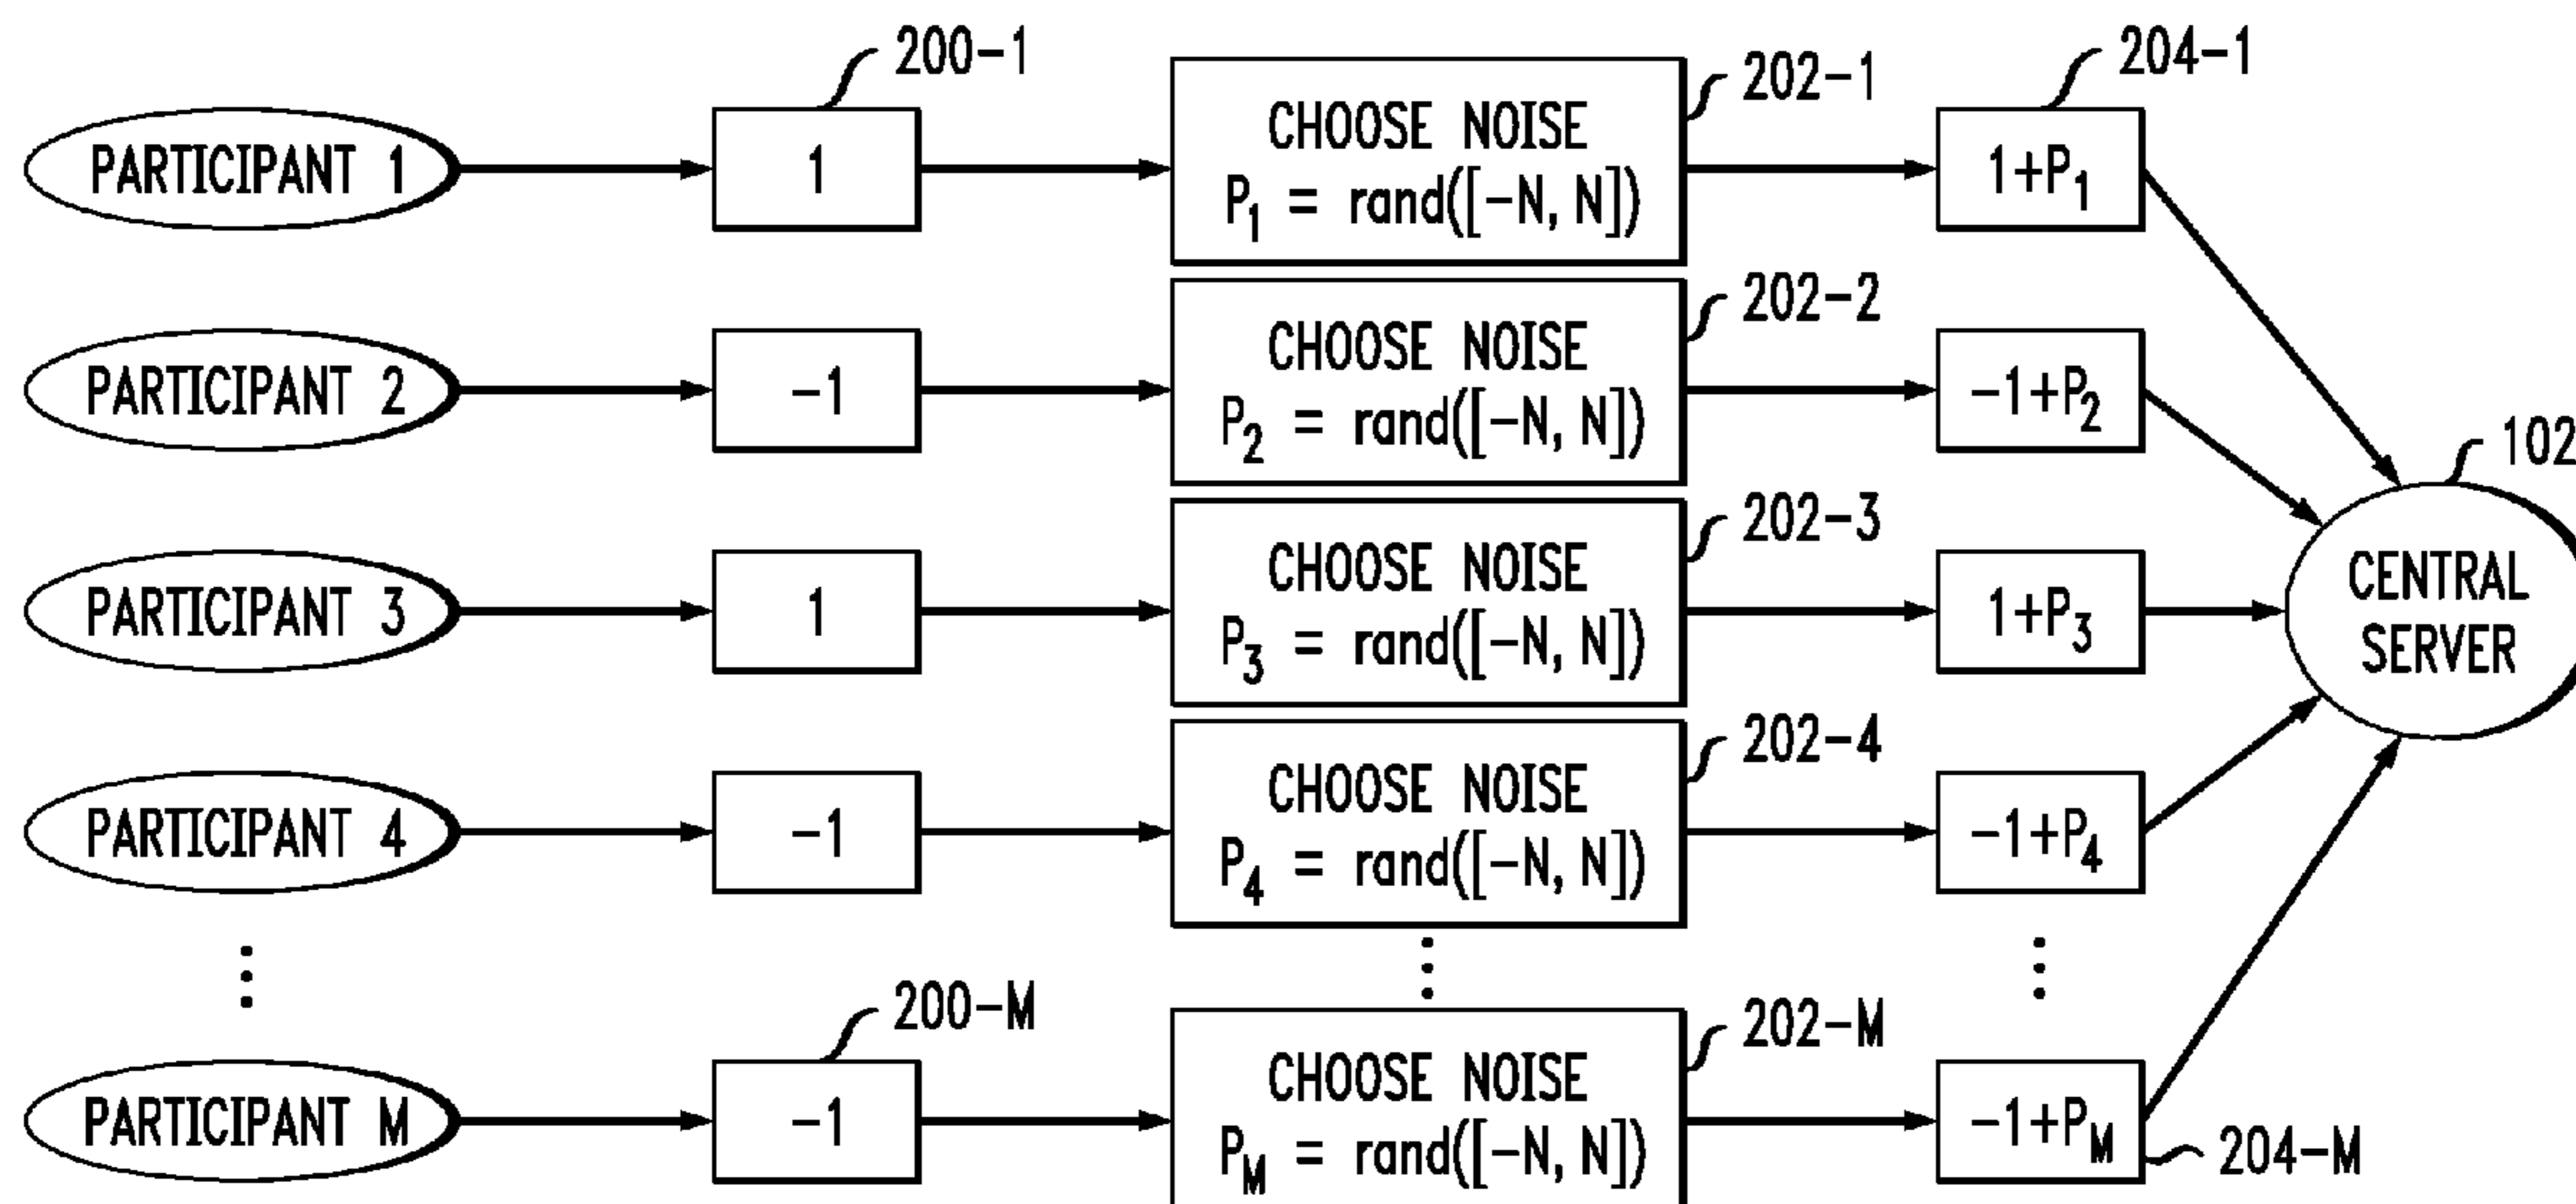 200-1
202-1
204-1
PARTICIPANT 1
1
CHOOSE NOISE
P₁ = rand([-N, N])
1+P₁
202-2
PARTICIPANT 2
-1
CHOOSE NOISE
P₂ = rand([-N, N])
-1+P₂
102
202-3
PARTICIPANT 3
1
CHOOSE NOISE
P₃ = rand([-N, N])
1+P₃
CENTRAL
SERVER
202-4
PARTICIPANT 4
-1
CHOOSE NOISE
P₄ = rand([-N, N])
-1+P₄
200-M
202-M
PARTICIPANT M
-1
CHOOSE NOISE
P_M = rand([-N, N])
-1+P_M
204-M